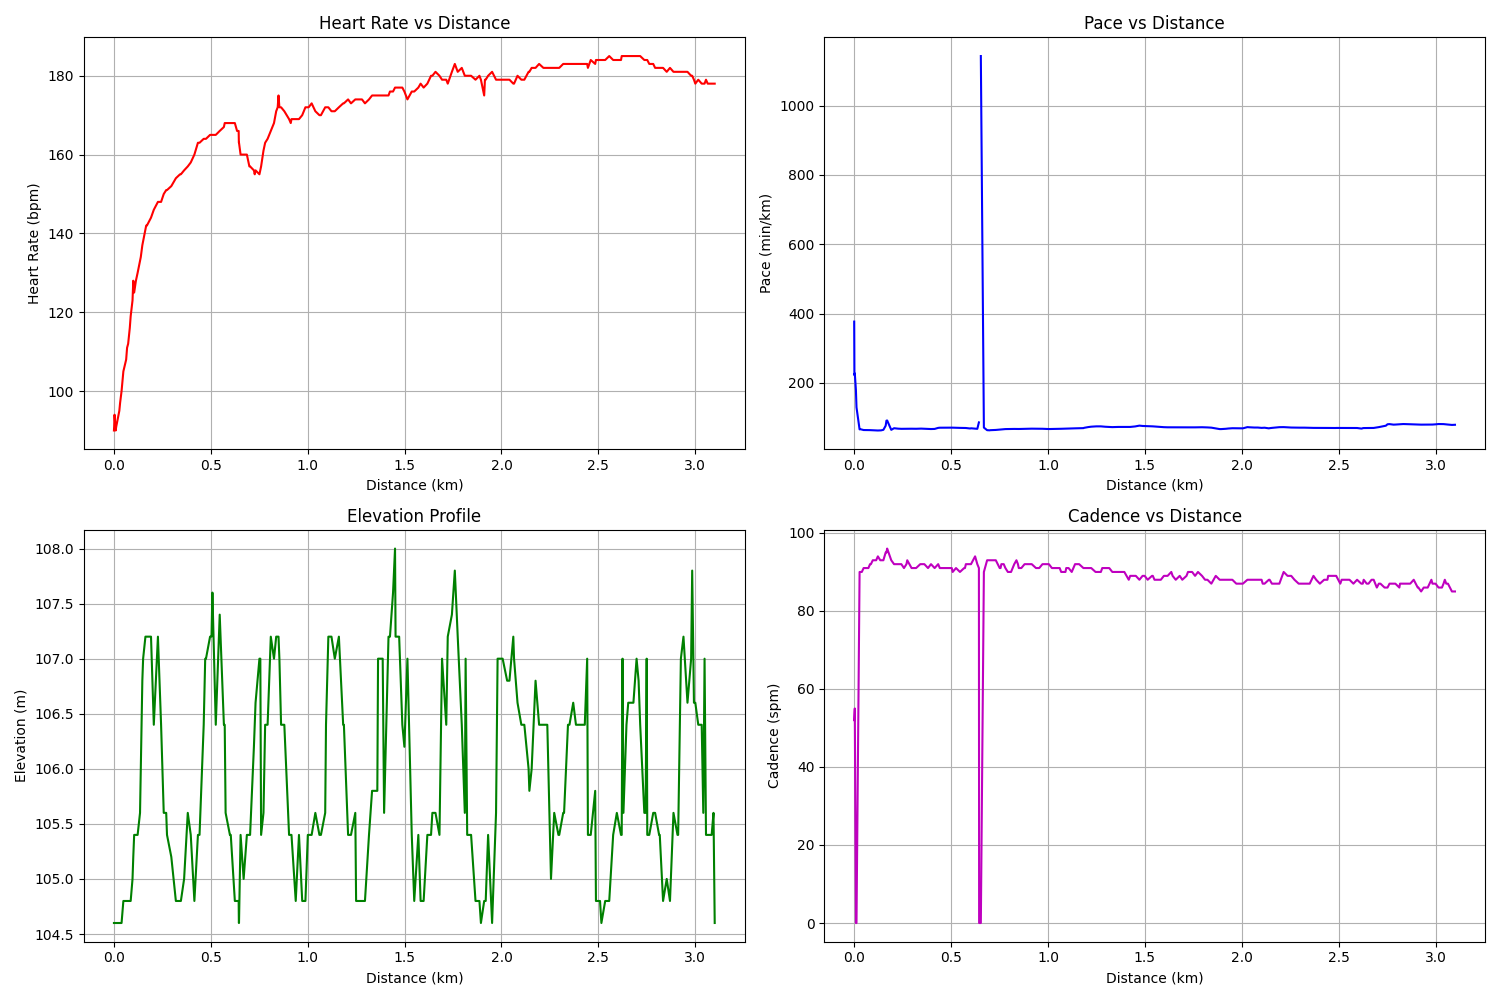 Heart Rate vs Distance
Heart Rate (bpm)
180
160
140
120
100
0.0 0.5 1.0 1.5 2.0 2.5 3.0
Distance (km)
Pace vs Distance
Pace (min/km)
1000
800
600
400
200
0.0 0.5 1.0 1.5 2.0 2.5 3.0
Distance (km)
Elevation Profile
Elevation (m)
108.0
107.5
107.0
106.5
106.0
105.5
105.0
104.5
0.0 0.5 1.0 1.5 2.0 2.5 3.0
Distance (km)
Cadence vs Distance
Cadence (spm)
100
80
60
40
20
0
0.0 0.5 1.0 1.5 2.0 2.5 3.0
Distance (km)